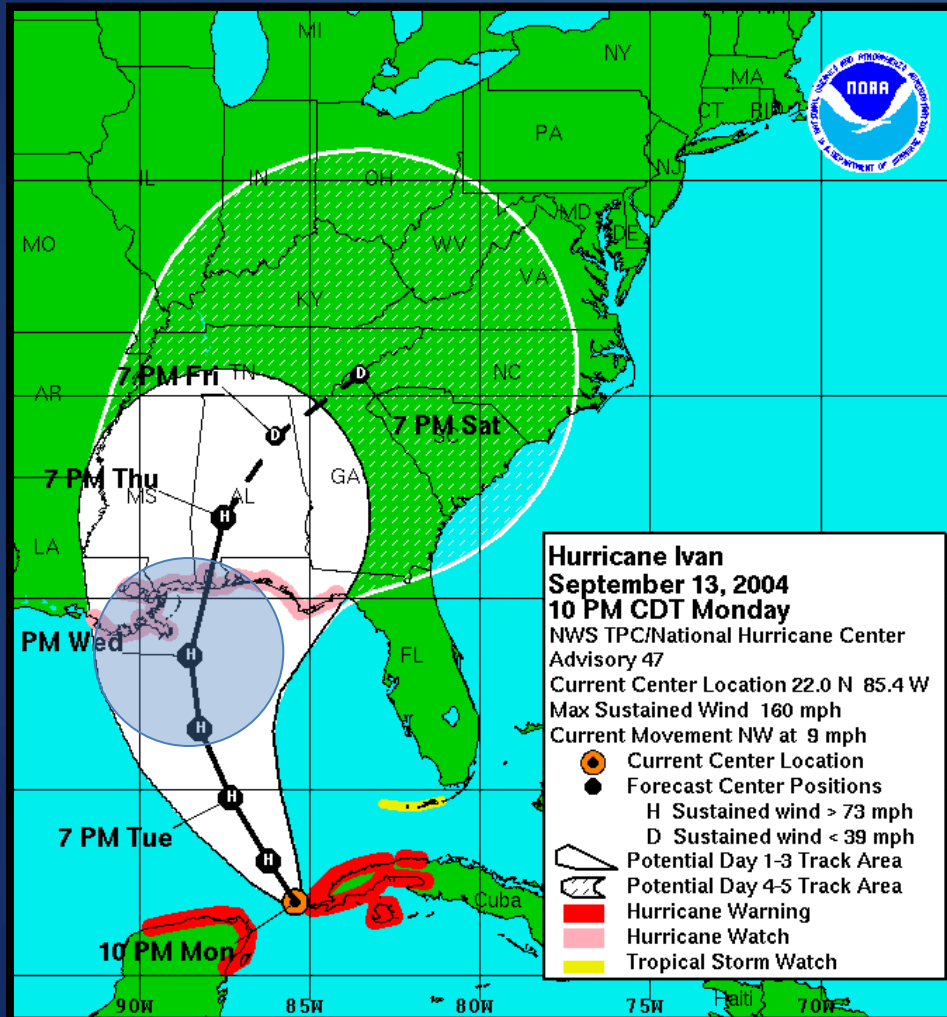 MI
NY
MA
CT
RI
NOAA
PA
NJ
IL
IN
OH
MD
DE
MO
WV
VA
KY
7 PM Fri
TN
D
NC
AR
7 PM Sat
SC
D
7 PM Thu
MS
AL
GA
H
LA
PM Wed
H
FL
H
H
7 PM Tue
H
Cuba
10 PM Mon
Haiti
90W
85W
75W
70W
Hurricane Ivan
September 13, 2004
10 PM CDT Monday
NWS TPC/National Hurricane Center
Advisory 47
Current Center Location 22.0 N 85.4 W
Max Sustained Wind 160 mph
Current Movement NW at 9 mph
Current Center Location
Forecast Center Positions
H Sustained wind > 73 mph
D Sustained wind < 39 mph
Potential Day 1-3 Track Area
Potential Day 4-5 Track Area
Hurricane Warning
Hurricane Watch
Tropical Storm Watch